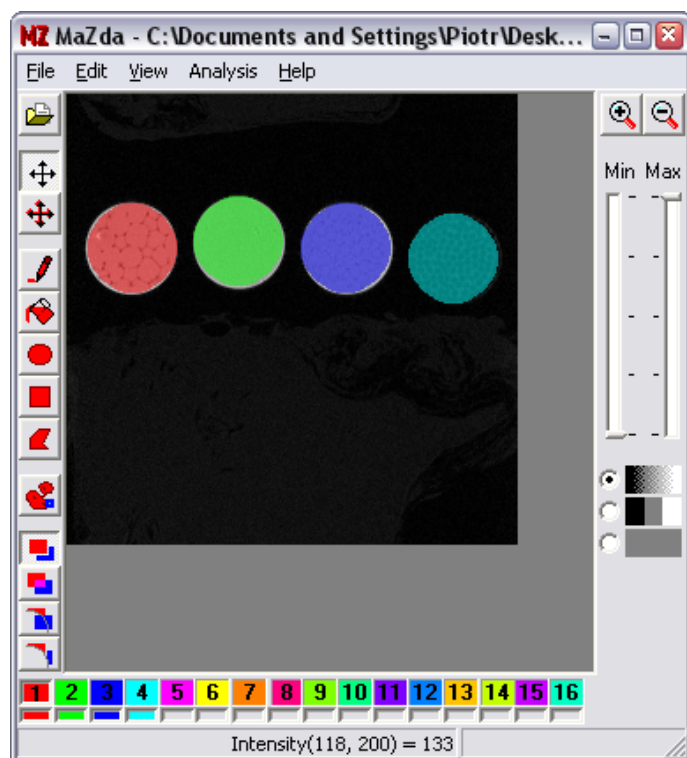 MZ MaZda - C:\Documents and Settings\Piotr\Desk...
File Edit View Analysis Help
Min Max
1 2 3 4 5 6 7 8 9 10 11 12 13 14 15 16
Intensity(118, 200) = 133